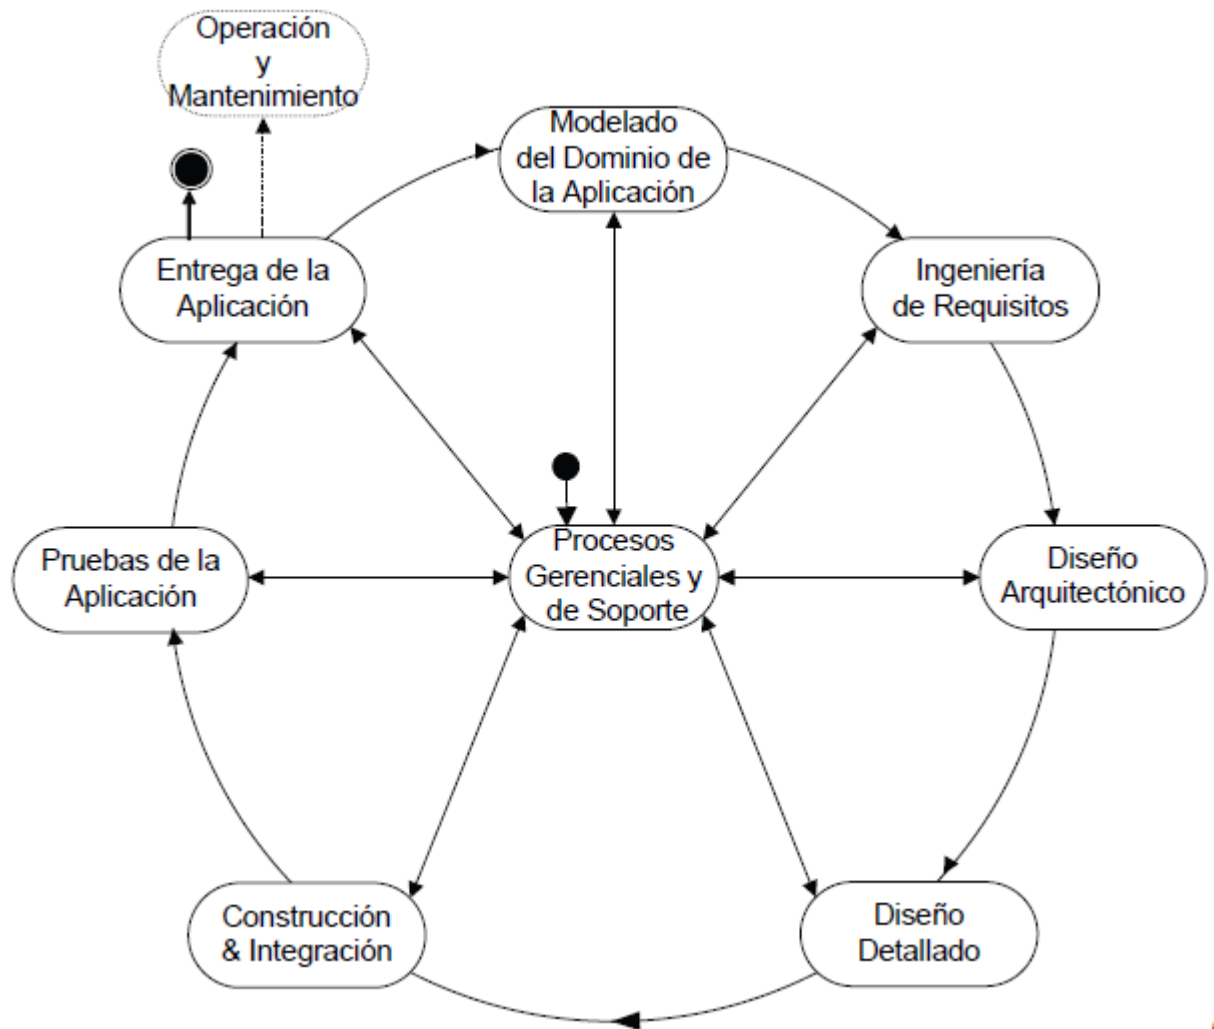 Operación
y
Mantenimiento
Modelado
del Dominio de
la Aplicación
Entrega de la
Aplicación
Ingeniería
de Requisitos
Procesos
Gerenciales y
de Soporte
Pruebas de la
Aplicación
Diseño
Arquitectónico
Construcción
& Integración
Diseño
Detallado